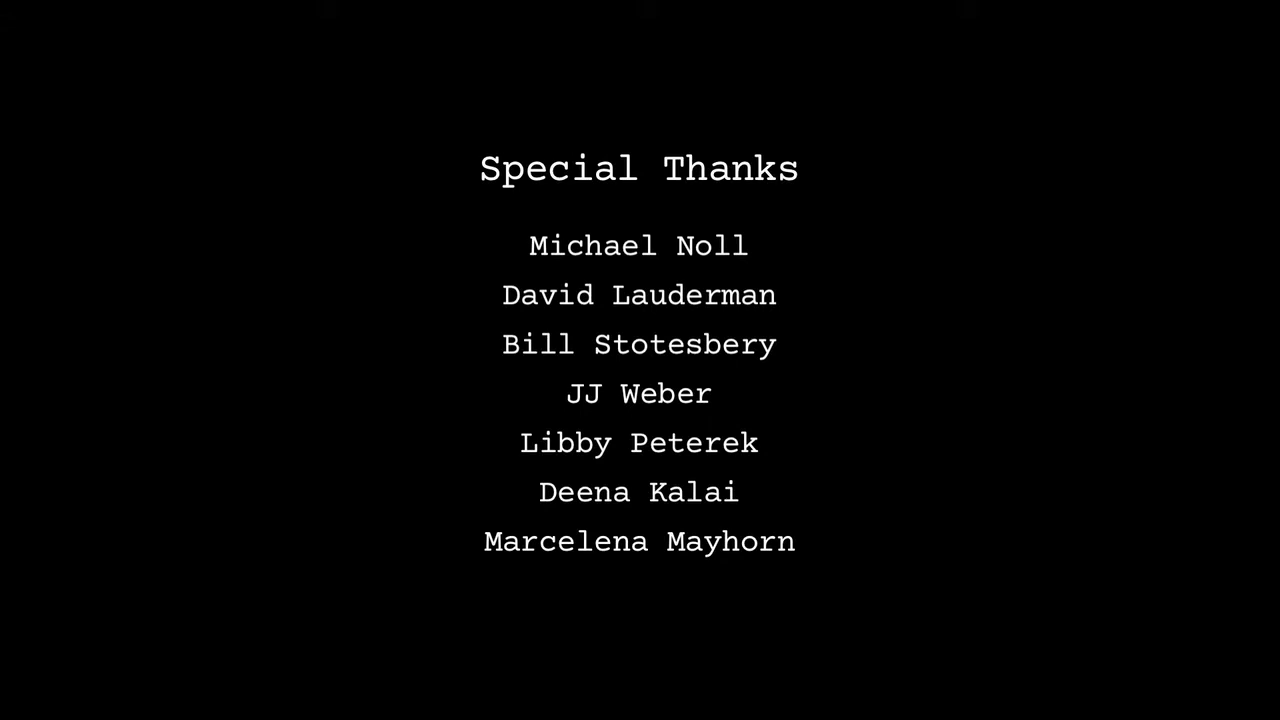 Special Thanks
Michael Noll
David Lauderman
Bill Stotesbery
JJ Weber
Libby Peterek
Deena Kalai
Marcelena Mayhorn